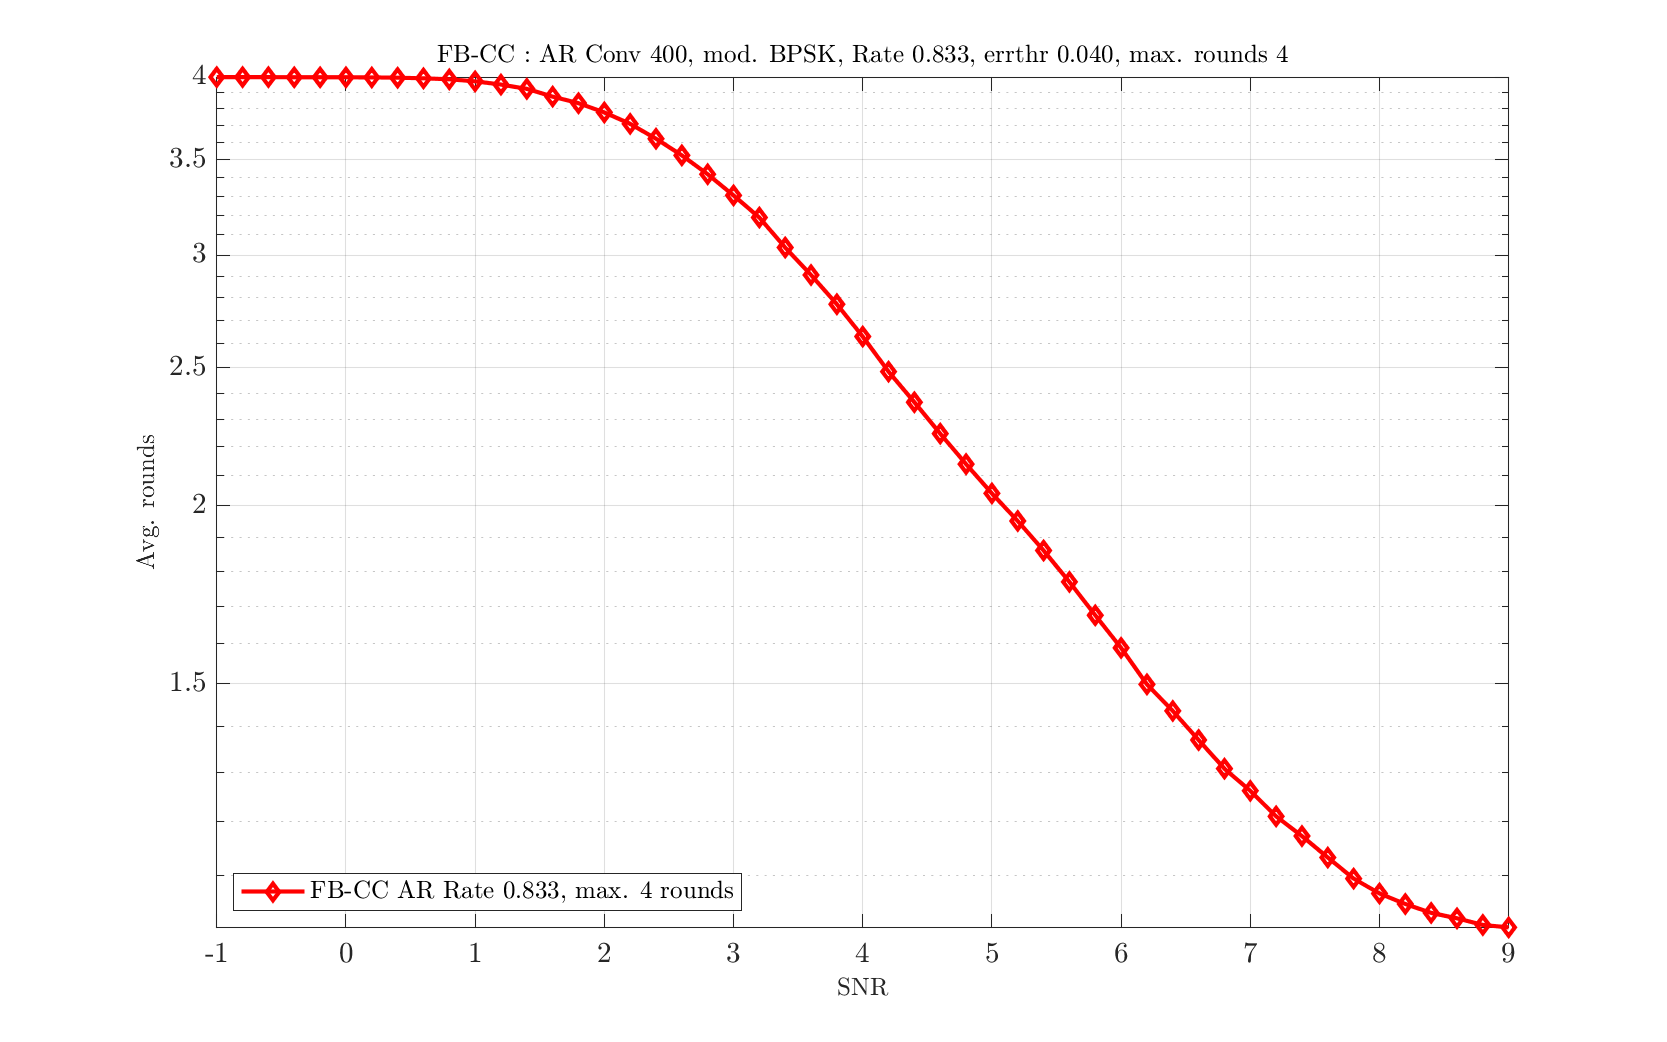 FB-CC : AR Conv 400, mod. BPSK, Rate 0.833, errthr 0.040, max. rounds 4
4
3.5
3
2.5
2
1.5
Avg. rounds
FB-CC AR Rate 0.833, max. 4 rounds
-1 0 1 2 3 4 5 6 7 8 9
SNR